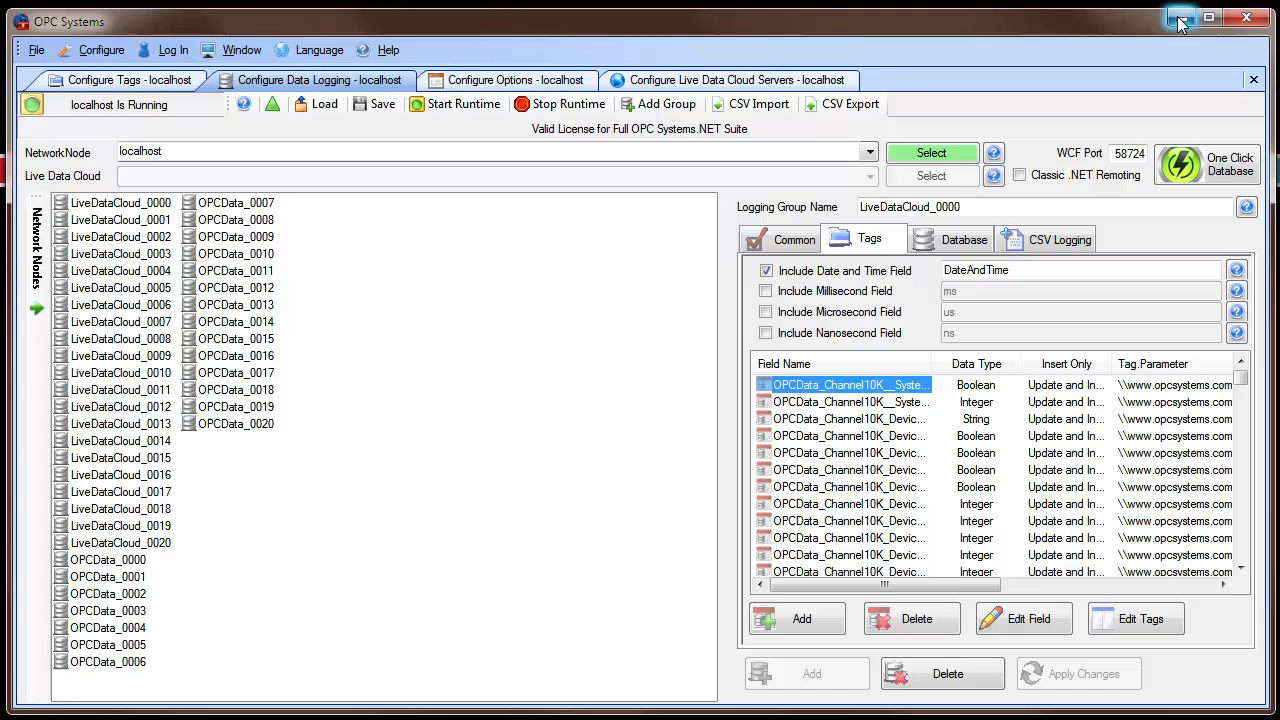 OPC Systems
File Configure Log In Window Language Help
Configure Tags - localhost Configure Data Logging - localhost Configure Options - localhost Configure Live Data Cloud Servers - localhost
localhost Is Running Load Save Start Runtime Stop Runtime Add Group CSV Import CSV Export
Valid License for Full OPC Systems.NET Suite
NetworkNode localhost Select WCF Port 58724 One Click Database
Live Data Cloud Select Classic .NET Remoting
Network Nodes
LiveDataCloud_0000 OPCData_0007
LiveDataCloud_0001 OPCData_0008
LiveDataCloud_0002 OPCData_0009
LiveDataCloud_0003 OPCData_0010
LiveDataCloud_0004 OPCData_0011
LiveDataCloud_0005 OPCData_0012
LiveDataCloud_0006 OPCData_0013
LiveDataCloud_0007 OPCData_0014
LiveDataCloud_0008 OPCData_0015
LiveDataCloud_0009 OPCData_0016
LiveDataCloud_0010 OPCData_0017
LiveDataCloud_0011 OPCData_0018
LiveDataCloud_0012 OPCData_0019
LiveDataCloud_0013 OPCData_0020
LiveDataCloud_0014
LiveDataCloud_0015
LiveDataCloud_0016
LiveDataCloud_0017
LiveDataCloud_0018
LiveDataCloud_0019
LiveDataCloud_0020
OPCData_0000
OPCData_0001
OPCData_0002
OPCData_0003
OPCData_0004
OPCData_0005
OPCData_0006
Logging Group Name LiveDataCloud_0000
Common Tags Database CSV Logging
Include Date and Time Field DateAndTime
Include Millisecond Field ms
Include Microsecond Field us
Include Nanosecond Field ns
Field Name Data Type Insert Only Tag.Parameter
OPCData_Channel10K__Syste... Boolean Update and In... \\www.opcsystems.com
OPCData_Channel10K__Syste... Integer Update and In... \\www.opcsystems.com
OPCData_Channel10K_Devic... String Update and In... \\www.opcsystems.com
OPCData_Channel10K_Devic... Boolean Update and In... \\www.opcsystems.com
OPCData_Channel10K_Devic... Boolean Update and In... \\www.opcsystems.com
OPCData_Channel10K_Devic... Boolean Update and In... \\www.opcsystems.com
OPCData_Channel10K_Devic... Boolean Update and In... \\www.opcsystems.com
OPCData_Channel10K_Devic... Integer Update and In... \\www.opcsystems.com
OPCData_Channel10K_Devic... Integer Update and In... \\www.opcsystems.com
OPCData_Channel10K_Devic... Integer Update and In... \\www.opcsystems.com
OPCData_Channel10K_Devic... Integer Update and In... \\www.opcsystems.com
OPCData_Channel10K_Devic... Integer Update and In... \\www.opcsystems.com
Add Delete Edit Field Edit Tags
Add Delete Apply Changes